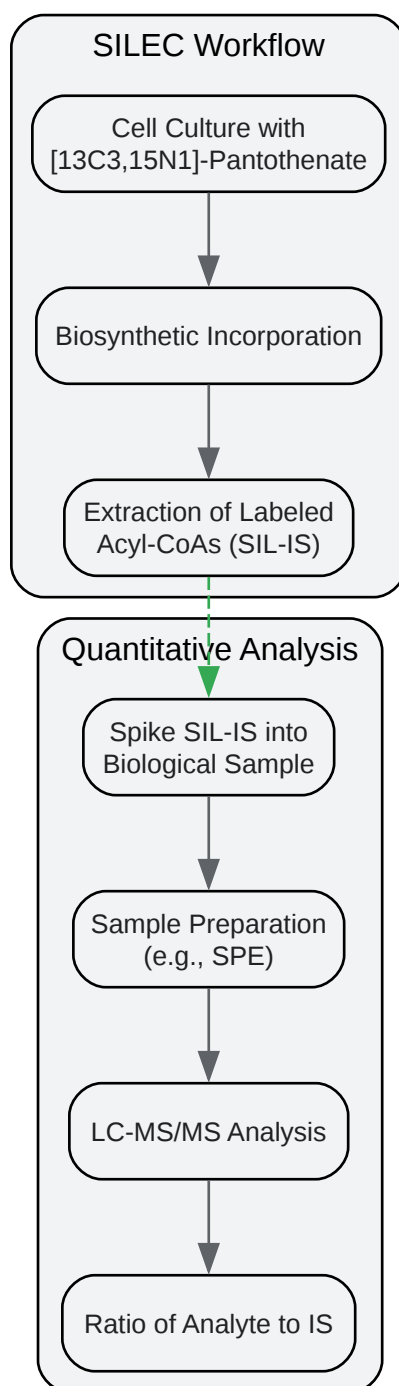 SILEC Workflow
Cell Culture with
[13C3,15N1]-Pantothenate
Biosynthetic Incorporation
Extraction of Labeled
Acyl-CoAs (SIL-IS)
Quantitative Analysis
Spike SIL-IS into
Biological Sample
Sample Preparation
(e.g., SPE)
LC-MS/MS Analysis
Ratio of Analyte to IS